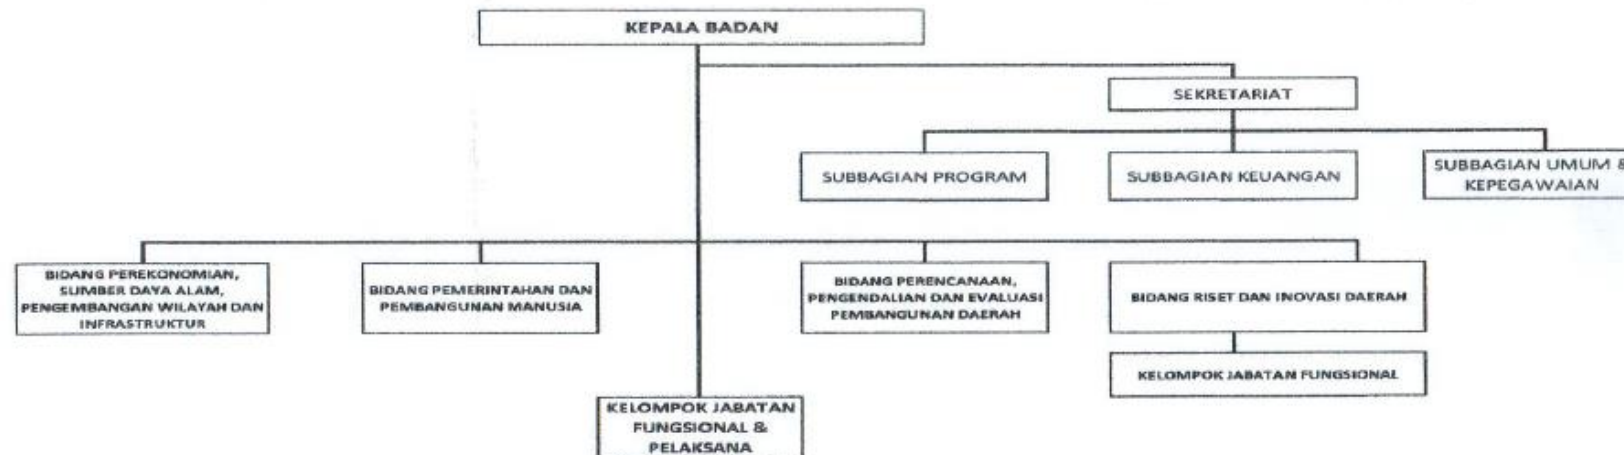 KEPALA BADAN
SEKRETARIAT
SUBBAGIAN PROGRAM
SUBBAGIAN KEUANGAN
SUBBAGIAN UMUM &
KEPEGAWAIAN
BIDANG PEREKONOMIAN,
SUMBER DAYA ALAM,
PENGEMBANGAN WILAYAH DAN
INFRASTRUKTUR
BIDANG PEMERINTAHAN DAN
PEMBANGUNAN MANUSIA
BIDANG PERENCANAAN,
PENGENDALIAN DAN EVALUASI
PEMBANGUNAN DAERAH
BIDANG RISET DAN INOVASI DAERAH
KELOMPOK JABATAN FUNGSIONAL
KELOMPOK JABATAN
FUNGSIONAL &
PELAKSANA